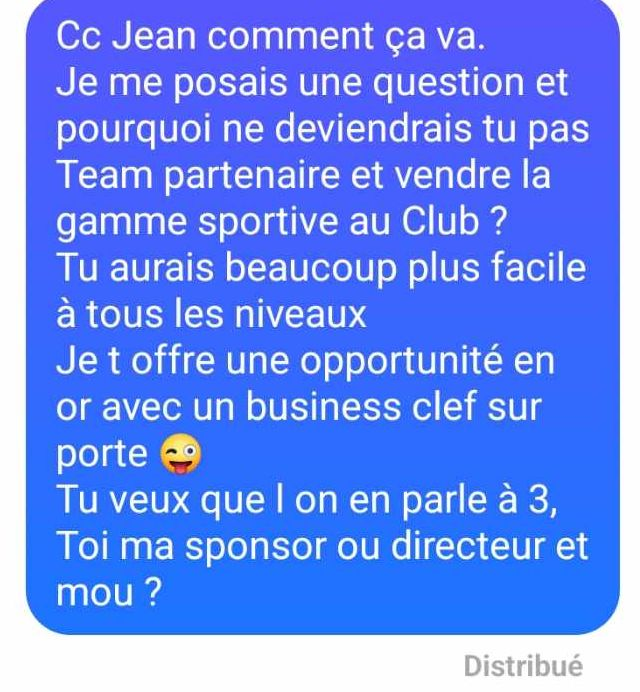 Cc Jean comment ça va.
Je me posais une question et
pourquoi ne deviendrais tu pas
Team partenaire et vendre la
gamme sportive au Club ?
Tu aurais beaucoup plus facile
à tous les niveaux
Je t offre une opportunité en
or avec un business clef sur
porte 😜
Tu veux que l on en parle à 3,
Toi ma sponsor ou directeur et
mou ?
Distribué